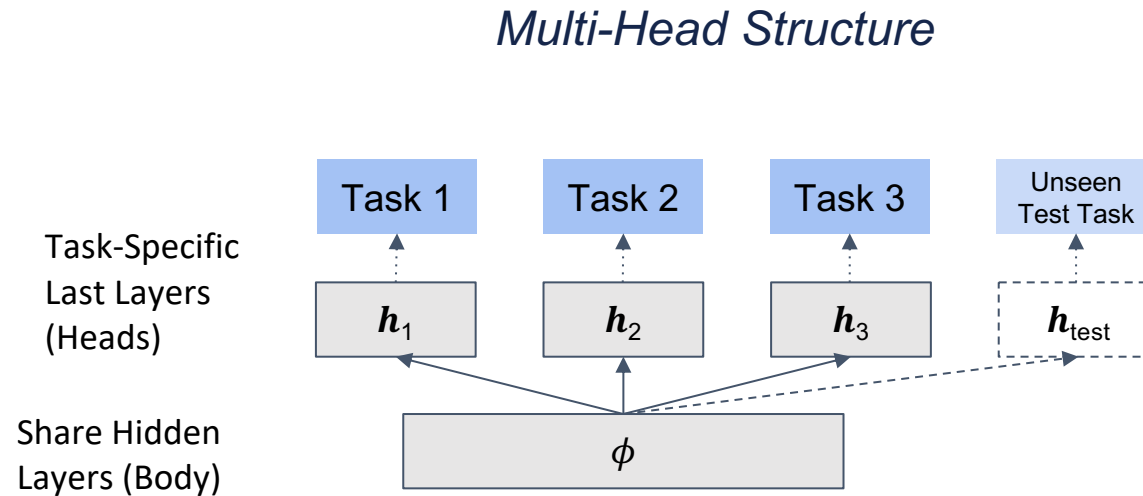 Multi-Head Structure
Task 1
Task 2
Task 3
Unseen
Test Task
Task-Specific
Last Layers
(Heads)
h₁
h₂
h₃
h_test
Share Hidden
Layers (Body)
ϕ